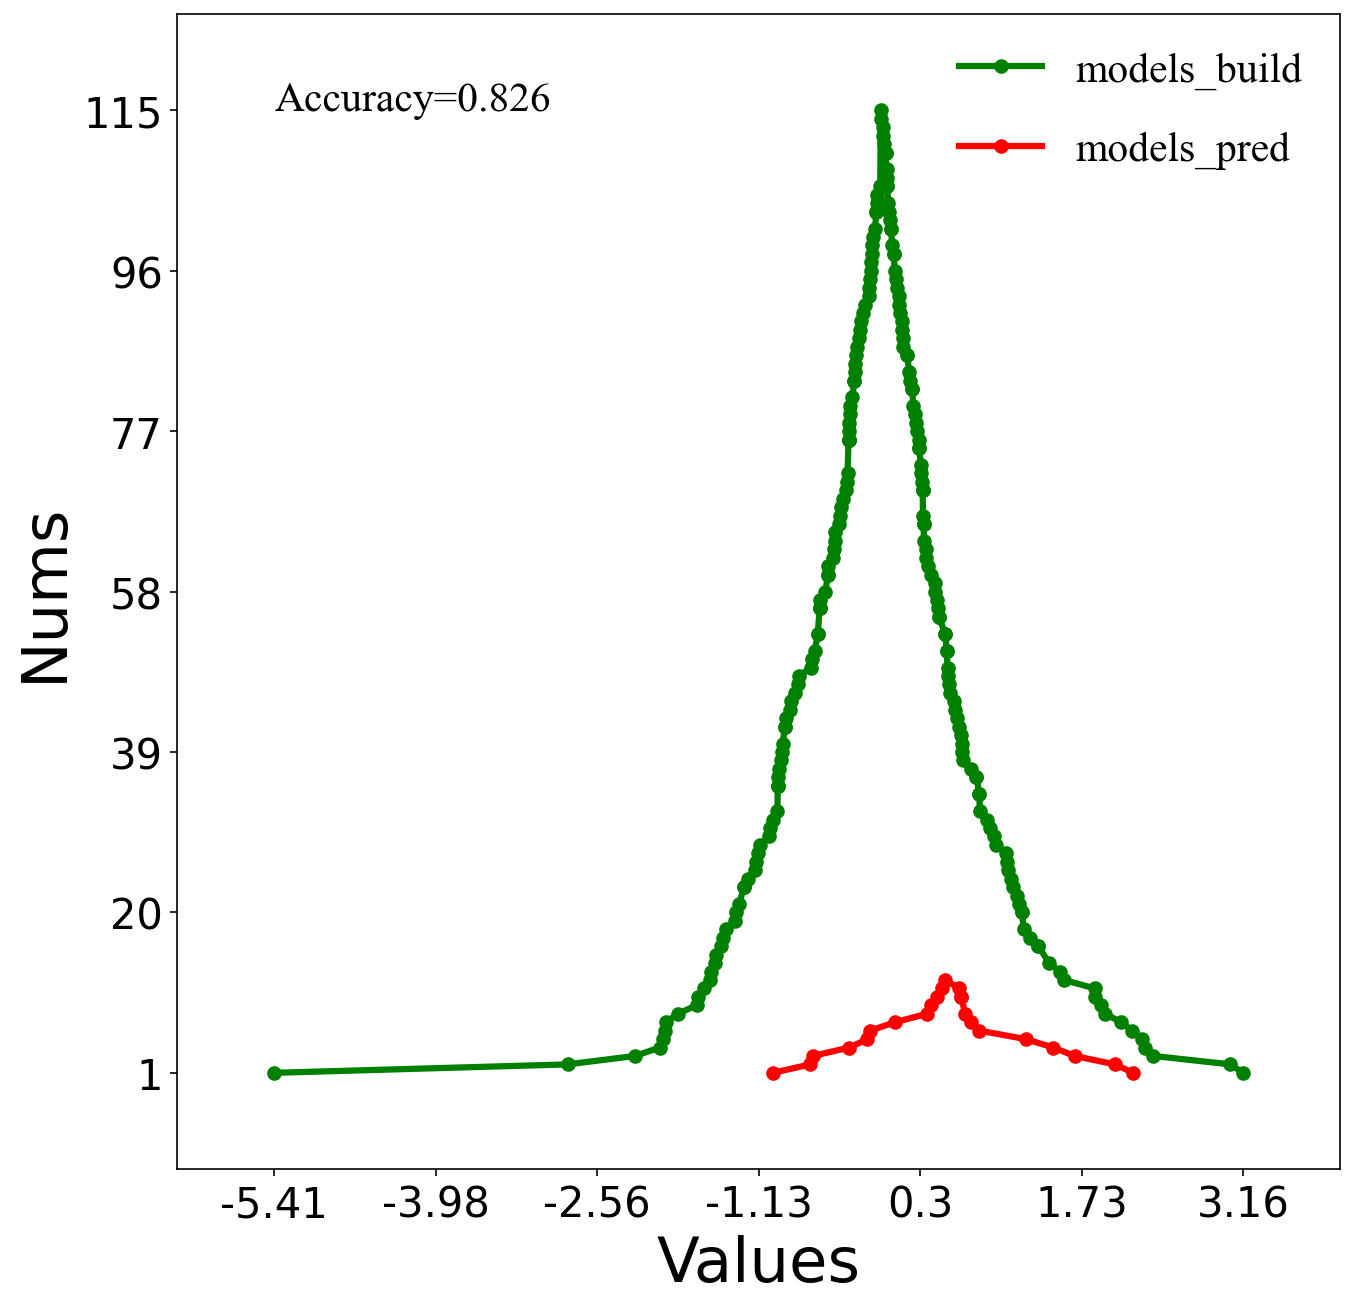 Accuracy=0.826
models_build
models_pred
115
96
77
58
39
20
1
Nums
-5.41 -3.98 -2.56 -1.13 0.3 1.73 3.16
Values